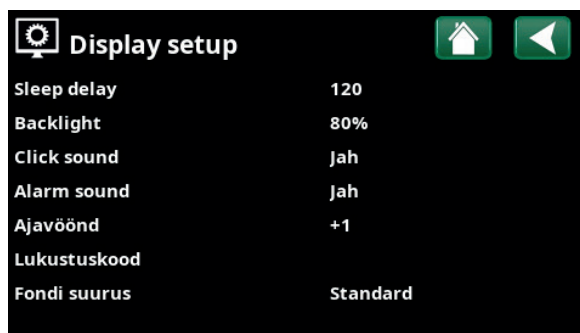 Display setup
Sleep delay 120
Backlight 80%
Click sound Jah
Alarm sound Jah
Ajavöönd +1
Lukustuskood
Fondi suurus Standard